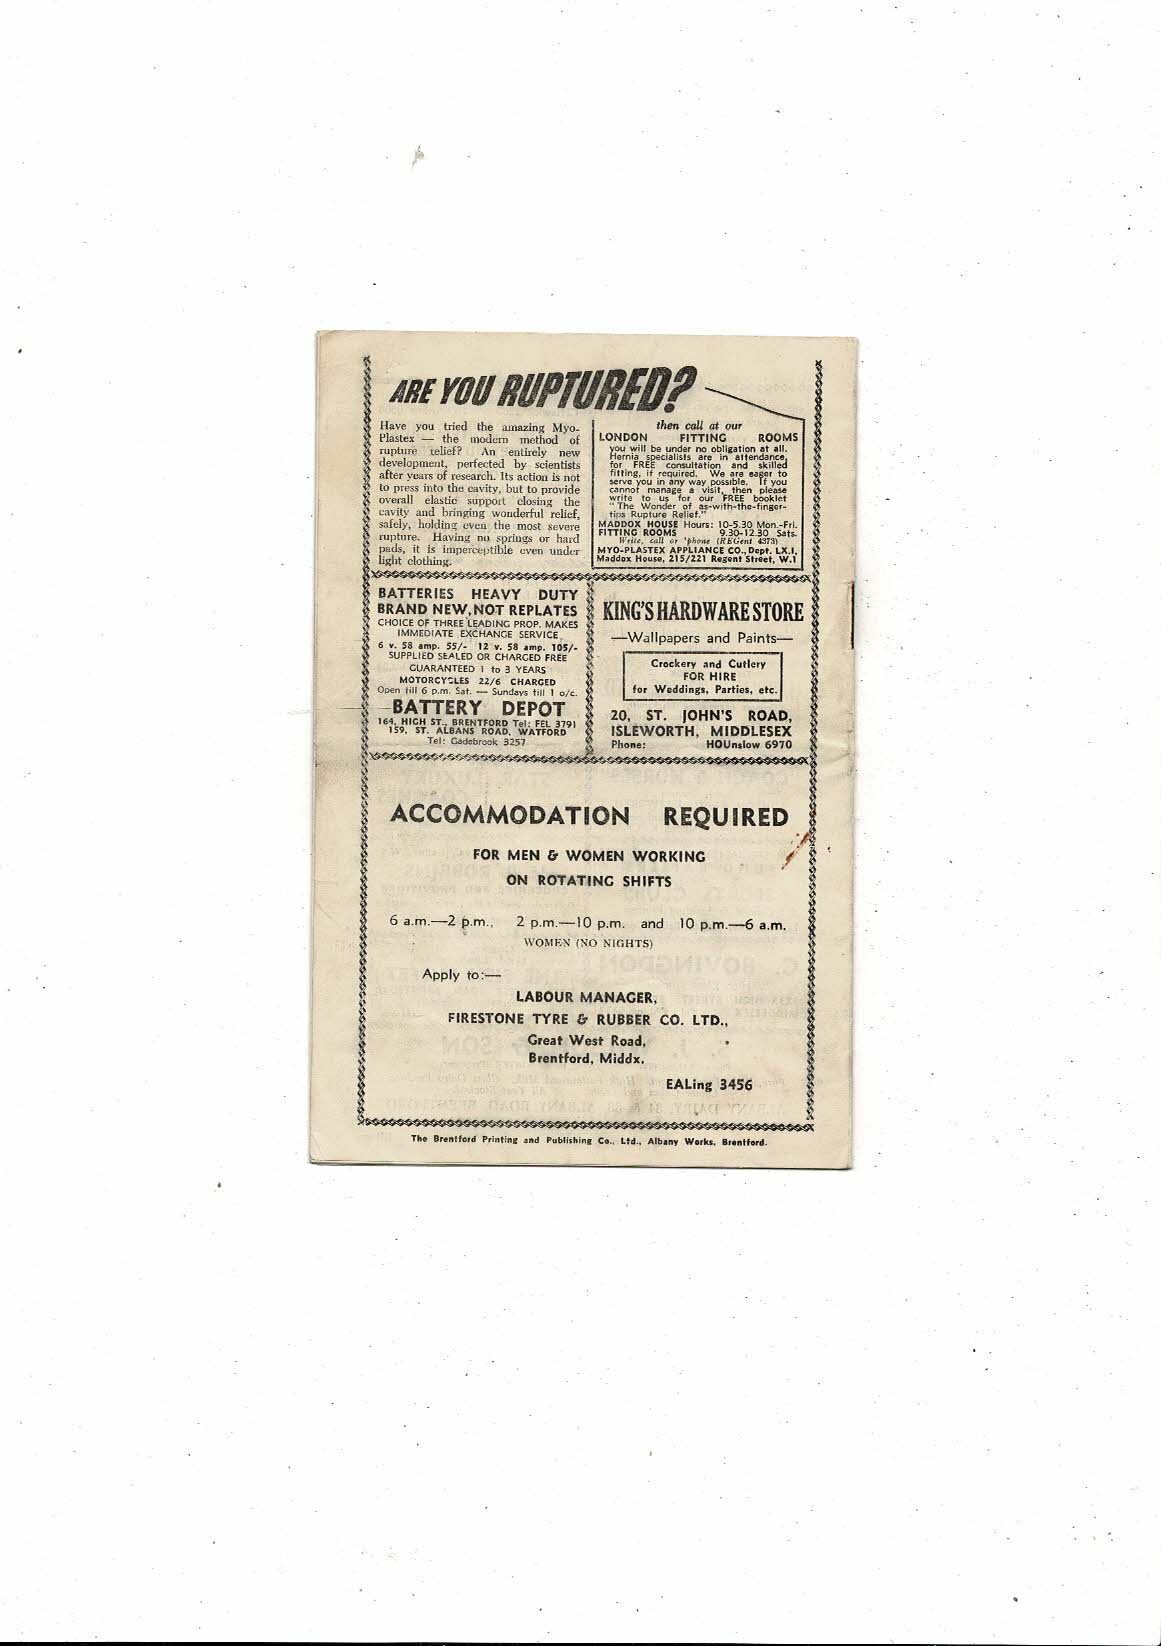 ARE YOU RUPTURED?
Have you tried the amazing Myo-
Plastex — the modern method of
rupture relief? An entirely new
development, perfected by scientists
after years of research. Its action is not
to press into the cavity, but to provide
overall elastic support closing the
cavity and bringing wonderful relief,
safely, holding even the most severe
rupture. Having no springs or hard
pads, it is imperceptible even under
light clothing.
then call at our
LONDON FITTING ROOMS
you will be under no obligation at all.
Hernia specialists are in attendance,
for FREE consultation and skilled
fitting, if required. We are eager to
serve you in any way possible. If you
cannot manage a visit, then please
write to us for our FREE booklet
"The Wonder of as-with-the-finger-
tips Rupture Relief."
MADDOX HOUSE Hours: 10-5.30 Mon.-Fri.
FITTING ROOMS 9.30-12.30 Sats.
Write, call or 'phone (REGent 4373)
MYO-PLASTEX APPLIANCE CO., Dept. LX.1,
Maddox House, 215/221 Regent Street, W.1
BATTERIES HEAVY DUTY
BRAND NEW, NOT REPLATES
CHOICE OF THREE LEADING PROP. MAKES
IMMEDIATE EXCHANGE SERVICE
6 v. 58 amp. 55/- 12 v. 58 amp. 105/-
SUPPLIED SEALED OR CHARGED FREE
GUARANTEED 1 to 3 YEARS
MOTORCYCLES 22/6 CHARGED
Open till 6 p.m. Sat. — Sundays till 1 o/c.
BATTERY DEPOT
164, HIGH ST., BRENTFORD Tel: FEL 3791
159, ST. ALBANS ROAD, WATFORD
Tel: Gadebrook 3257
KING'S HARDWARE STORE
—Wallpapers and Paints—
Crockery and Cutlery
FOR HIRE
for Weddings, Parties, etc.
20, ST. JOHN'S ROAD,
ISLEWORTH, MIDDLESEX
Phone: HOUnslow 6970
ACCOMMODATION REQUIRED
FOR MEN & WOMEN WORKING
ON ROTATING SHIFTS
6 a.m.—2 p.m., 2 p.m.—10 p.m. and 10 p.m.—6 a.m.
WOMEN (NO NIGHTS)
Apply to:—
LABOUR MANAGER,
FIRESTONE TYRE & RUBBER CO. LTD.,
Great West Road,
Brentford, Middx.
EALing 3456
The Brentford Printing and Publishing Co., Ltd., Albany Works, Brentford.